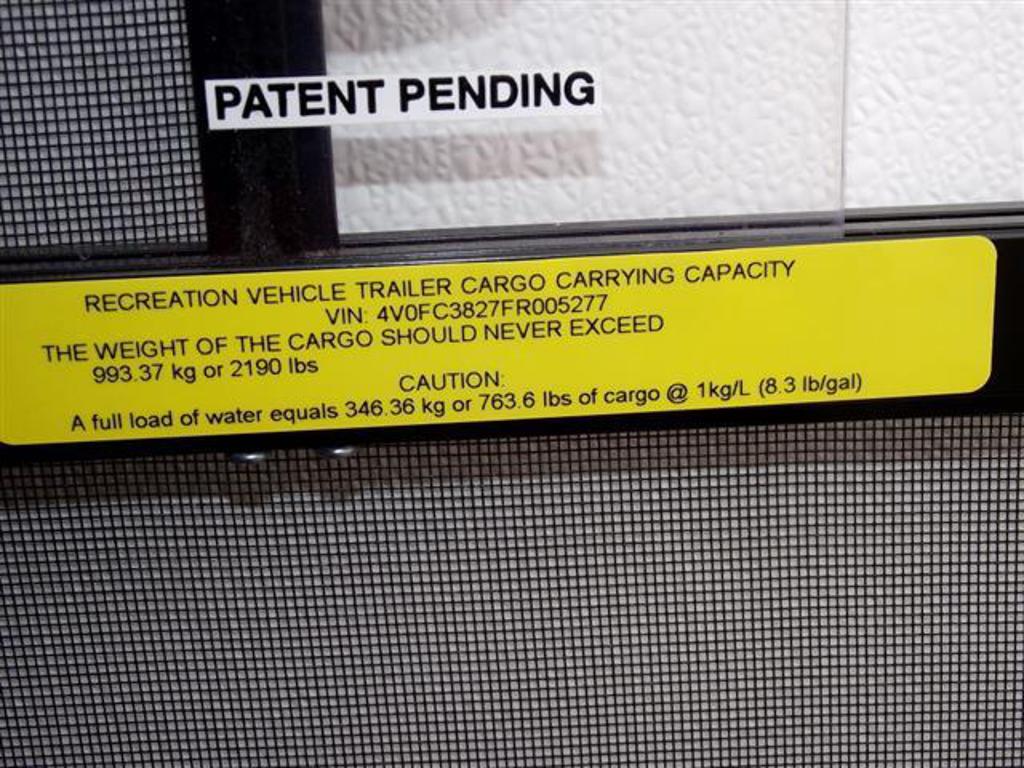 PATENT PENDING
RECREATION VEHICLE TRAILER CARGO CARRYING CAPACITY
VIN: 4V0FC3827FR005277
THE WEIGHT OF THE CARGO SHOULD NEVER EXCEED
993.37 kg or 2190 lbs
CAUTION:
A full load of water equals 346.36 kg or 763.6 lbs of cargo @ 1kg/L (8.3 lb/gal)